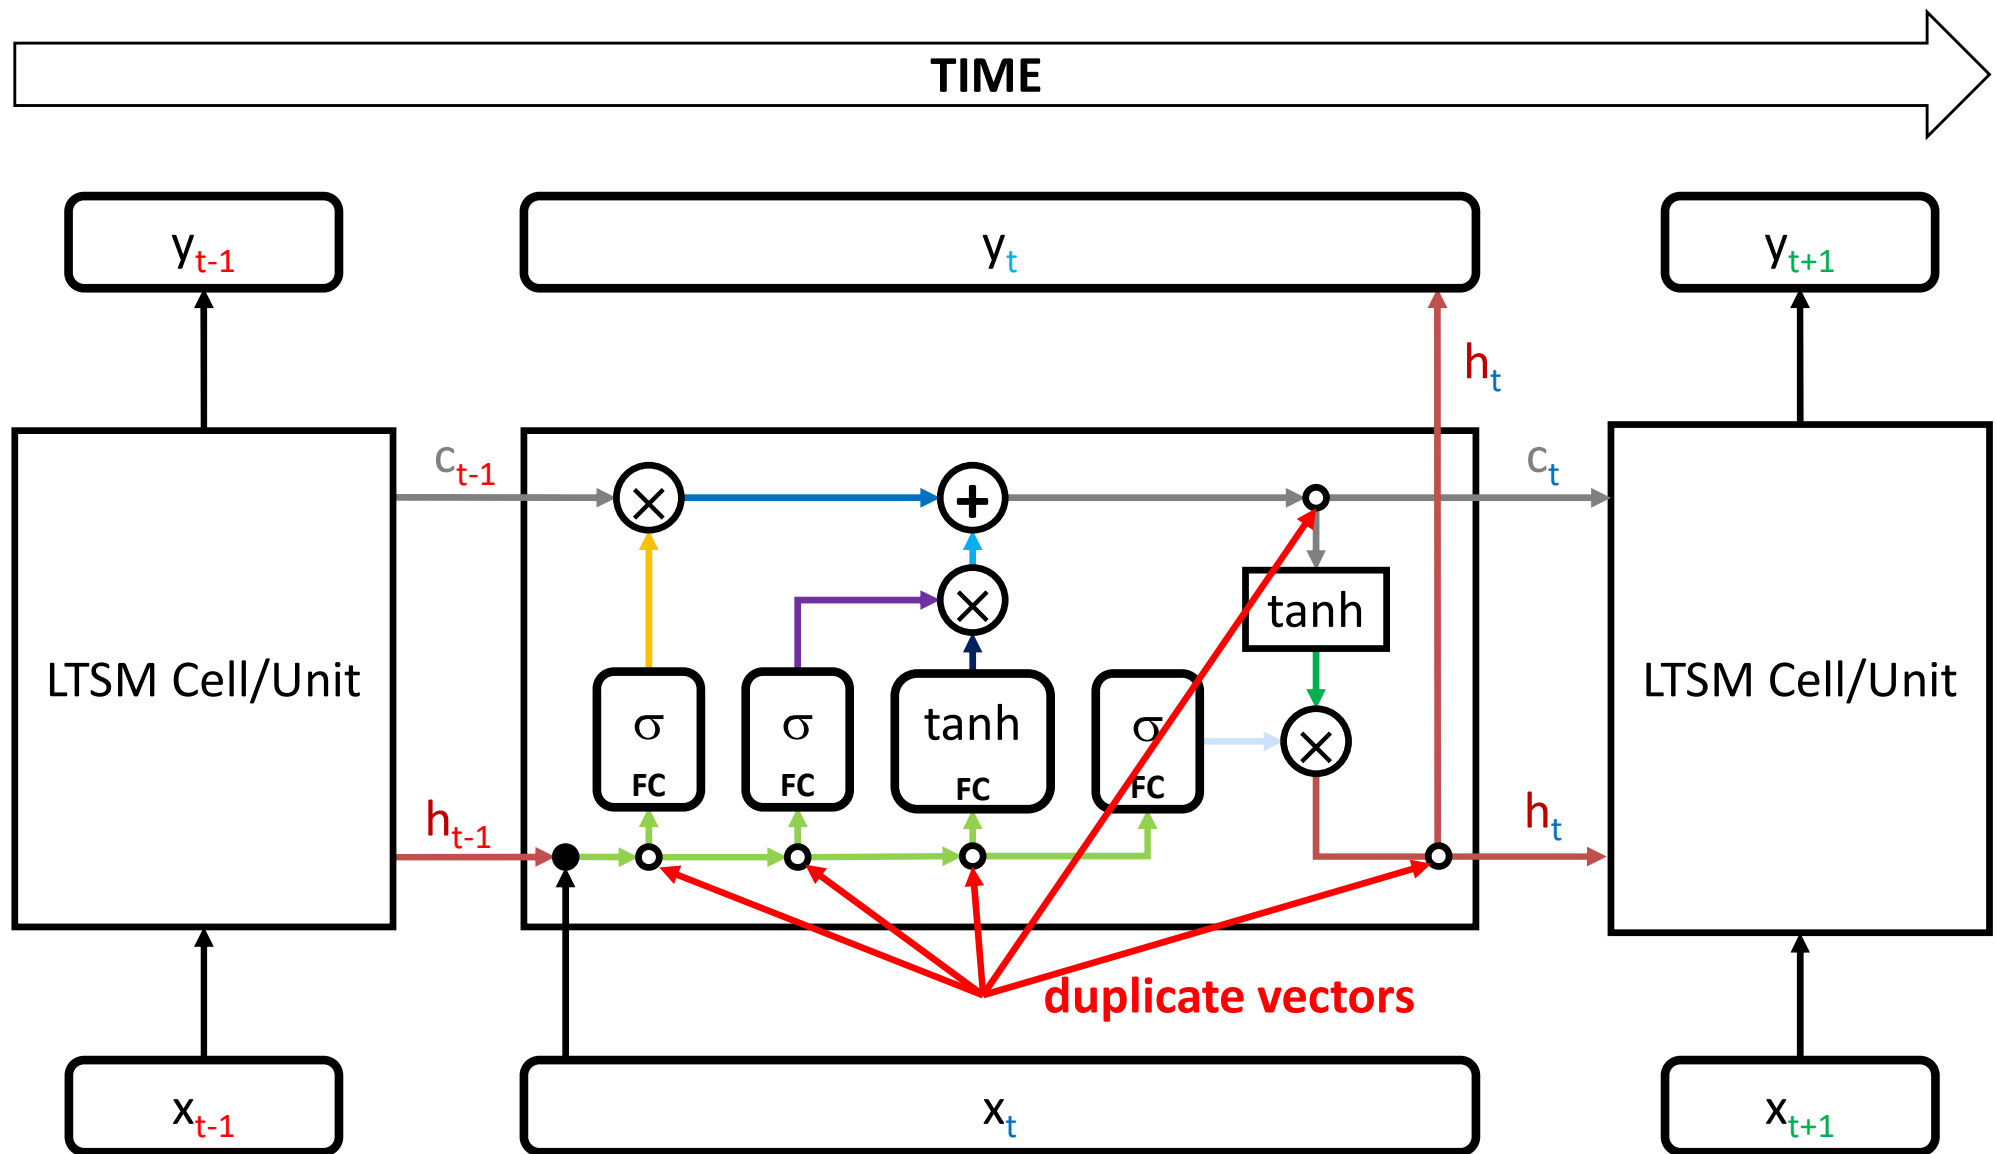 TIME
yt-1
yt
yt+1
ht
ct-1
ct
tanh
LTSM Cell/Unit
LTSM Cell/Unit
σ
FC
σ
FC
tanh
FC
σ
FC
ht-1
ht
duplicate vectors
xt-1
xt
xt+1